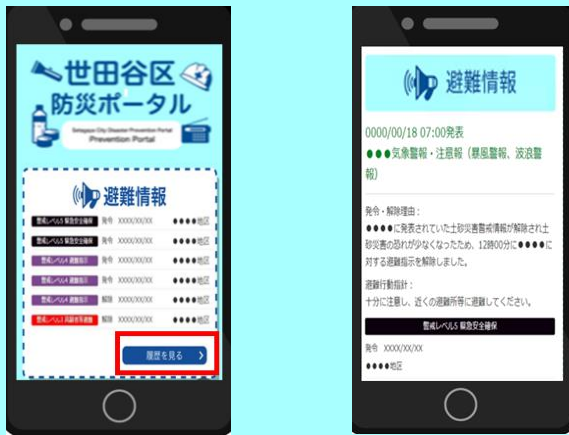 世田谷区
防災ポータル
Setagaya City Disaster Prevention Portal
Prevention Portal
避難情報
警戒レベル5 緊急安全確保 発令 XXXX/XX/XX ●●●●地区
警戒レベル5 緊急安全確保 発令 XXXX/XX/XX ●●●●地区
警戒レベル4 避難指示 発令 XXXX/XX/XX ●●●●地区
警戒レベル4 避難指示 発令 XXXX/XX/XX ●●●●地区
警戒レベル4 避難指示 解除 XXXX/XX/XX ●●●●地区
警戒レベル3 高齢者等避難 解除 XXXX/XX/XX ●●●●地区
履歴を見る
避難情報
0000/00/18 07:00発表
●●●気象警報・注意報（暴風警報、波浪警
報）
発令・解除理由：
●●●●に発表されていた土砂災害警戒情報が解除され土
砂災害の恐れが少なくなったため、12時00分に●●●●に
対する避難指示を解除しました。
避難行動指針：
十分に注意し、近くの避難所等に避難してください。
警戒レベル5 緊急安全確保
発令 XXXX/XX/XX
●●●●地区